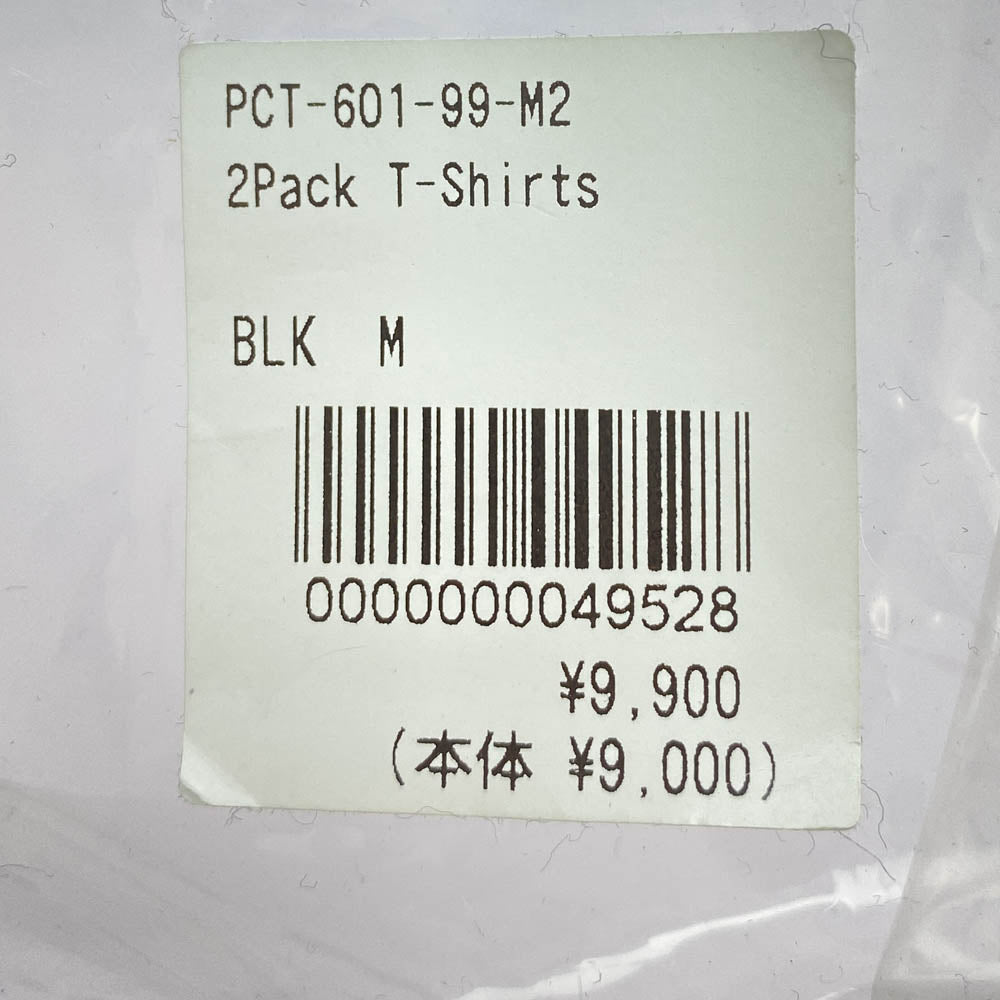 PCT-601-99-M2
2Pack T-Shirts
BLK M
0000000049528
¥9,900
(本体 ¥9,000)